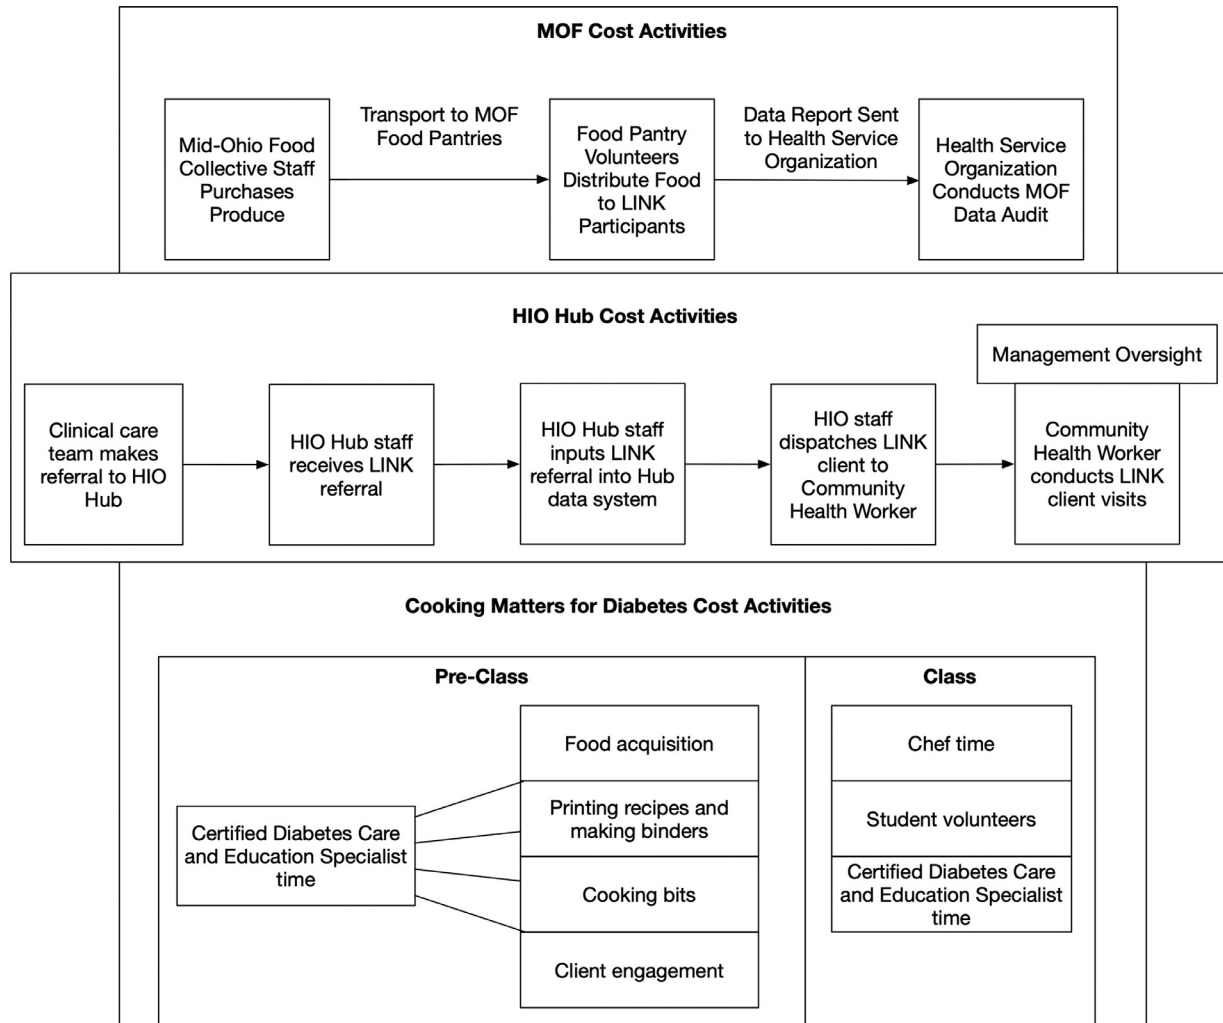 MOF Cost Activities
Mid-Ohio Food
Collective Staff
Purchases
Produce
Transport to MOF
Food Pantries
Food Pantry
Volunteers
Distribute Food
to LINK
Participants
Data Report Sent
to Health Service
Organization
Health Service
Organization
Conducts MOF
Data Audit
HIO Hub Cost Activities
Management Oversight
Clinical care
team makes
referral to HIO
Hub
HIO Hub staff
receives LINK
referral
HIO Hub staff
inputs LINK
referral into Hub
data system
HIO staff
dispatches LINK
client to
Community
Health Worker
Community
Health Worker
conducts LINK
client visits
Cooking Matters for Diabetes Cost Activities
Pre-Class
Certified Diabetes Care
and Education Specialist
time
Food acquisition
Printing recipes and
making binders
Cooking bits
Client engagement
Class
Chef time
Student volunteers
Certified Diabetes Care
and Education Specialist
time